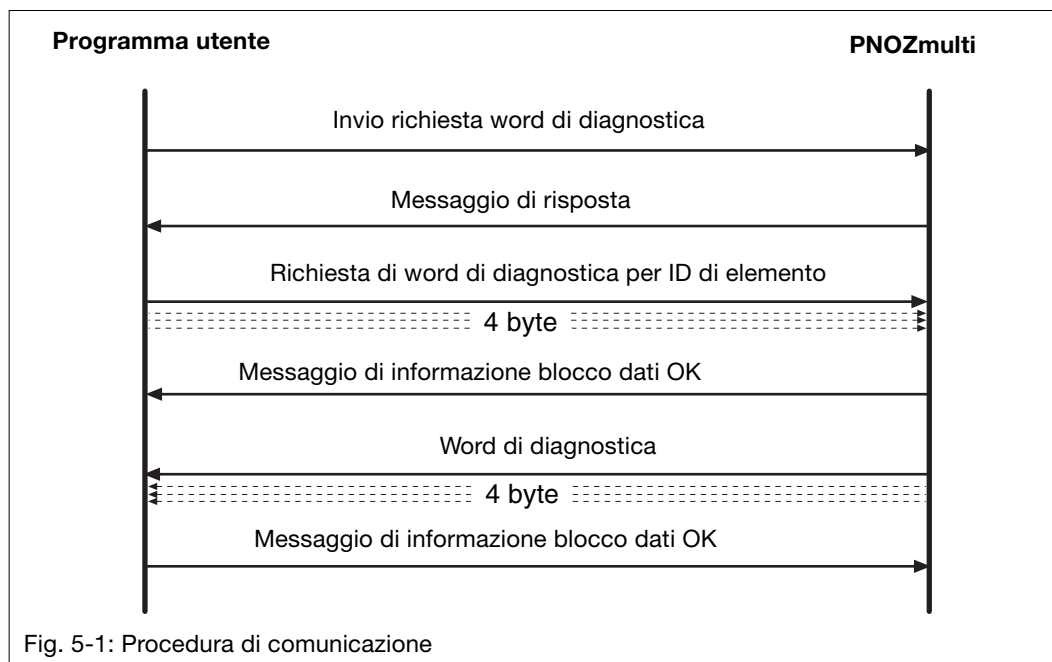 Programma utente
PNOZmulti
Invio richiesta word di diagnostica
Messaggio di risposta
Richiesta di word di diagnostica per ID di elemento
4 byte
Messaggio di informazione blocco dati OK
Word di diagnostica
4 byte
Messaggio di informazione blocco dati OK
Fig. 5-1: Procedura di comunicazione